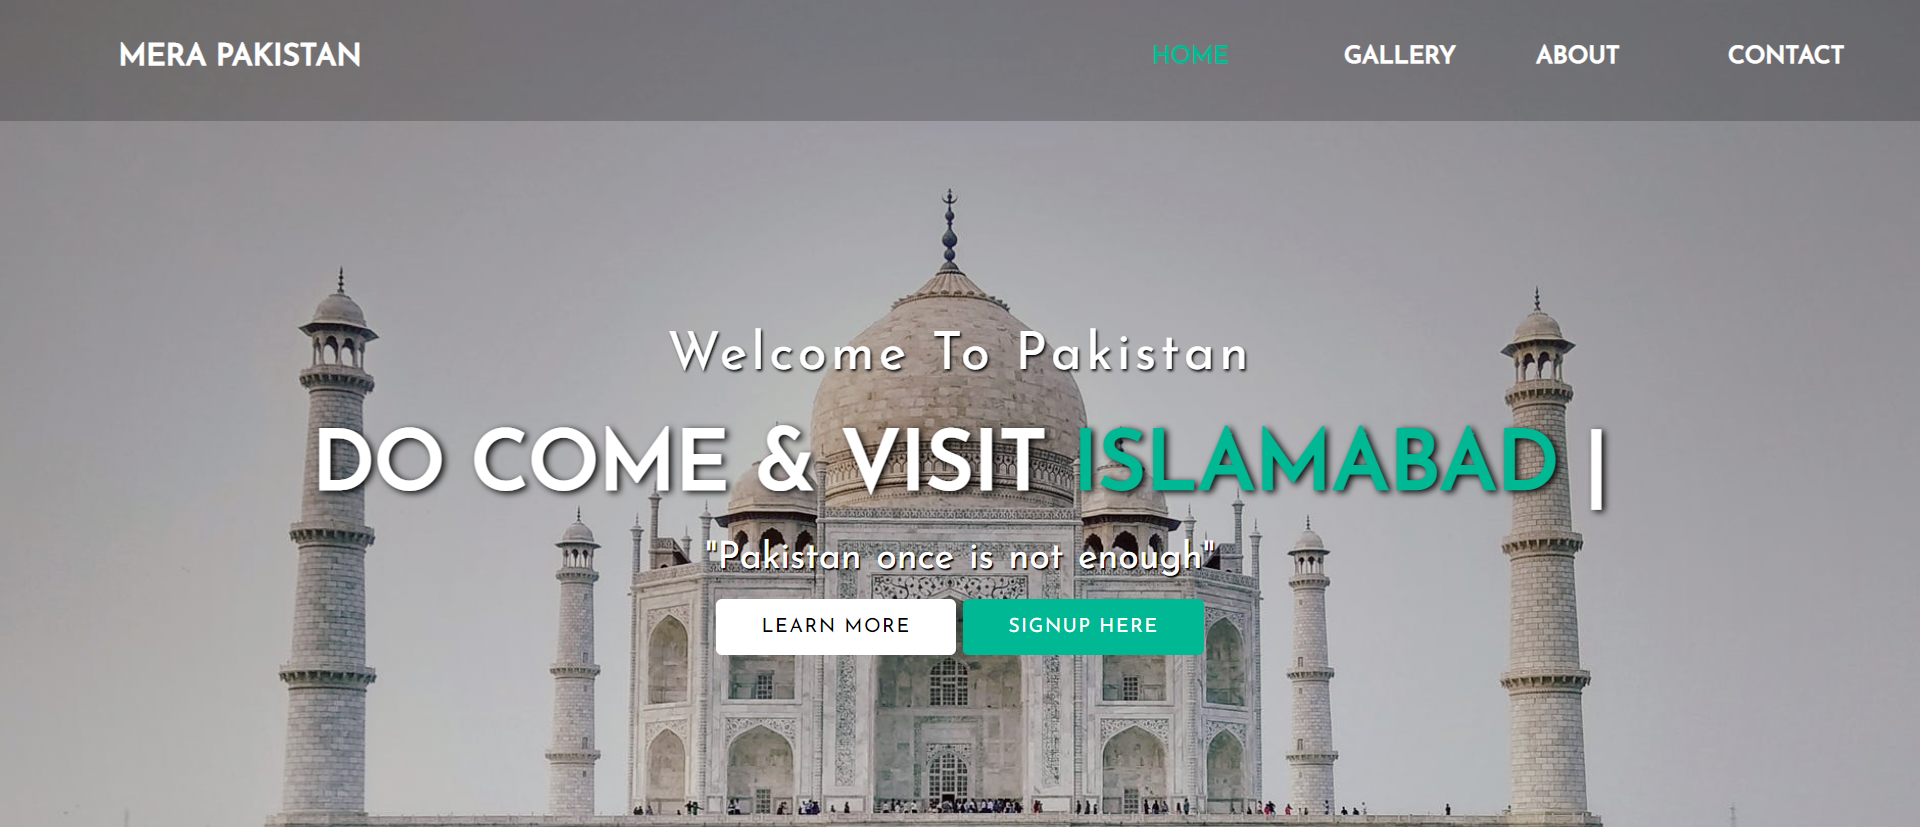 MERA PAKISTAN
HOME GALLERY ABOUT CONTACT
Welcome To Pakistan
DO COME & VISIT ISLAMABAD |
"Pakistan once is not enough"
LEARN MORE
SIGNUP HERE